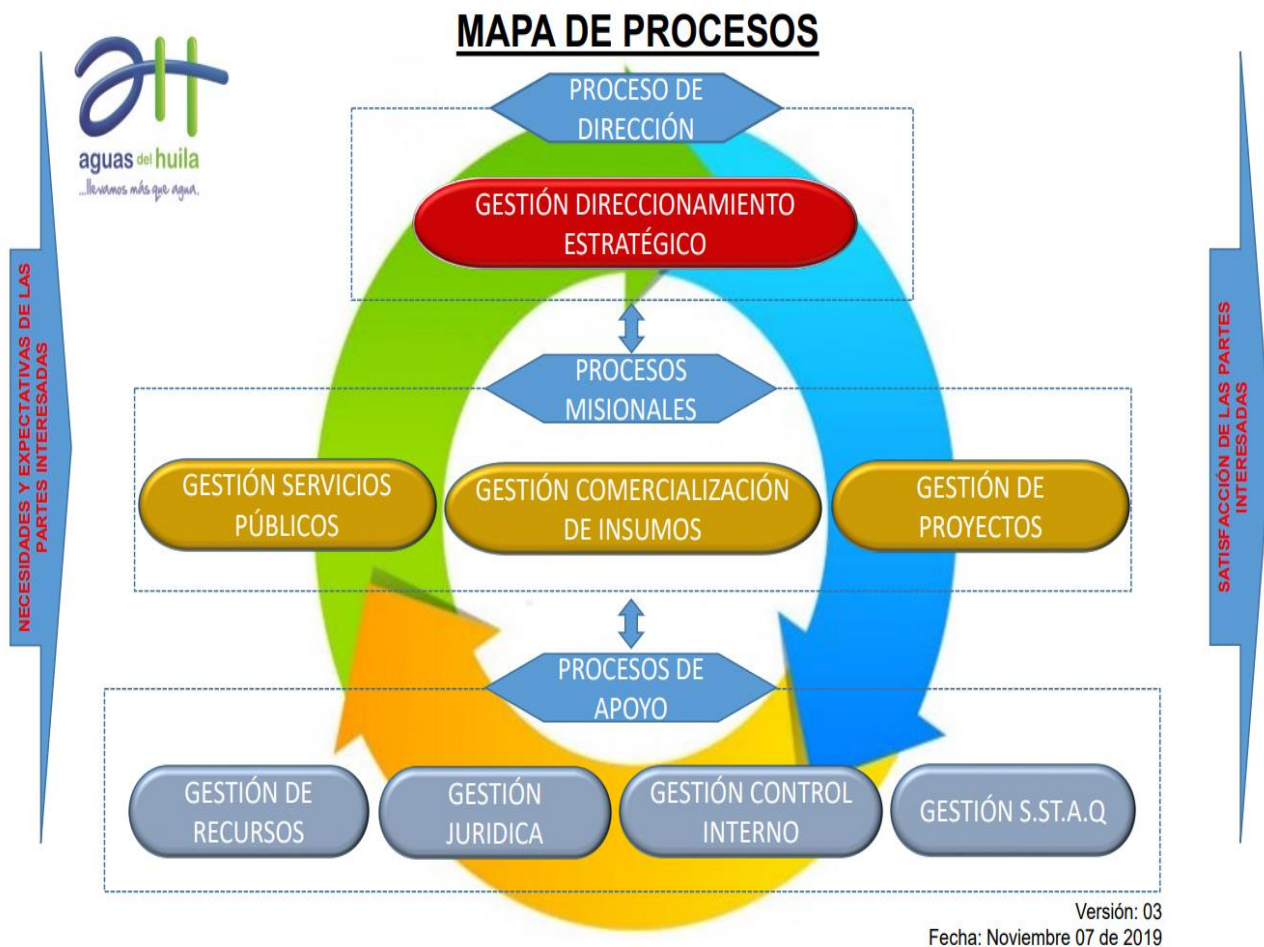 MAPA DE PROCESOS
aH
aguas del huila
...llevamos más que agua.
PROCESO DE
DIRECCIÓN
GESTIÓN DIRECCIONAMIENTO
ESTRATÉGICO
NECESIDADES Y EXPECTATIVAS DE LAS
PARTES INTERESADAS
PROCESOS
MISIONALES
GESTIÓN SERVICIOS
PÚBLICOS
GESTIÓN COMERCIALIZACIÓN
DE INSUMOS
GESTIÓN DE
PROYECTOS
SATISFACCIÓN DE LAS PARTES
INTERESADAS
PROCESOS DE
APOYO
GESTIÓN DE
RECURSOS
GESTIÓN
JURIDICA
GESTIÓN CONTROL
INTERNO
GESTIÓN S.ST.A.Q
Versión: 03
Fecha: Noviembre 07 de 2019